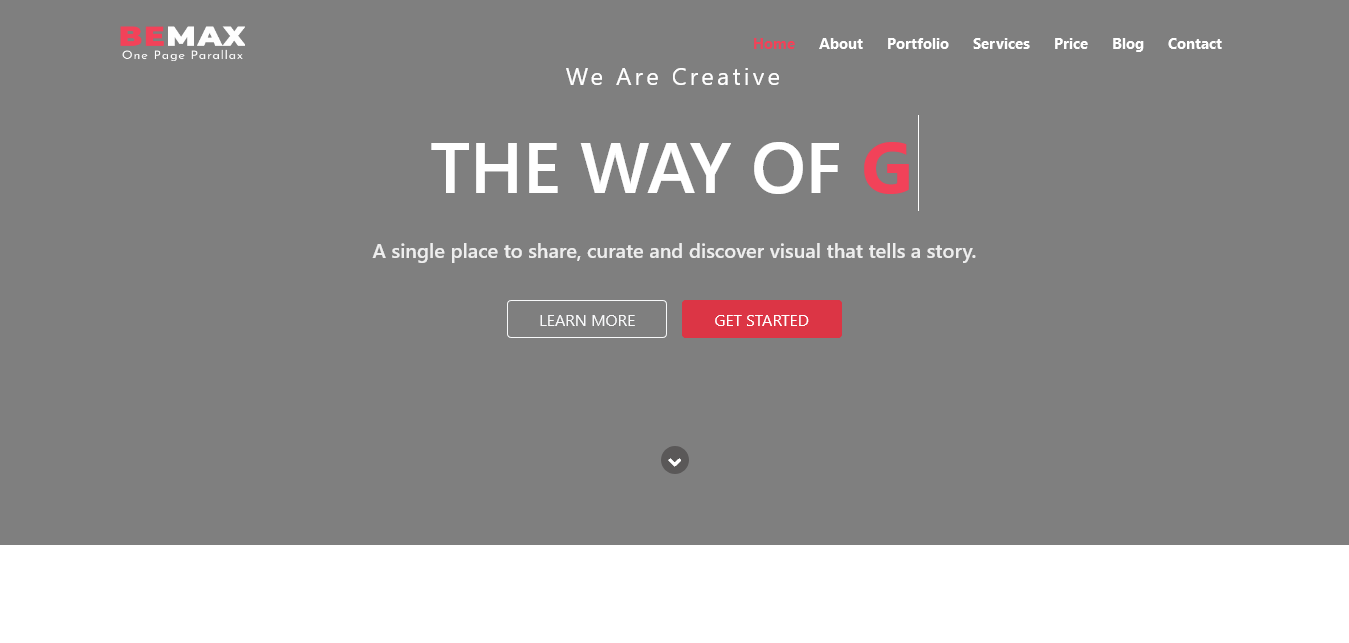 BEMAX
One Page Parallax
Home About Portfolio Services Price Blog Contact
We Are Creative
THE WAY OF G
A single place to share, curate and discover visual that tells a story.
LEARN MORE
GET STARTED